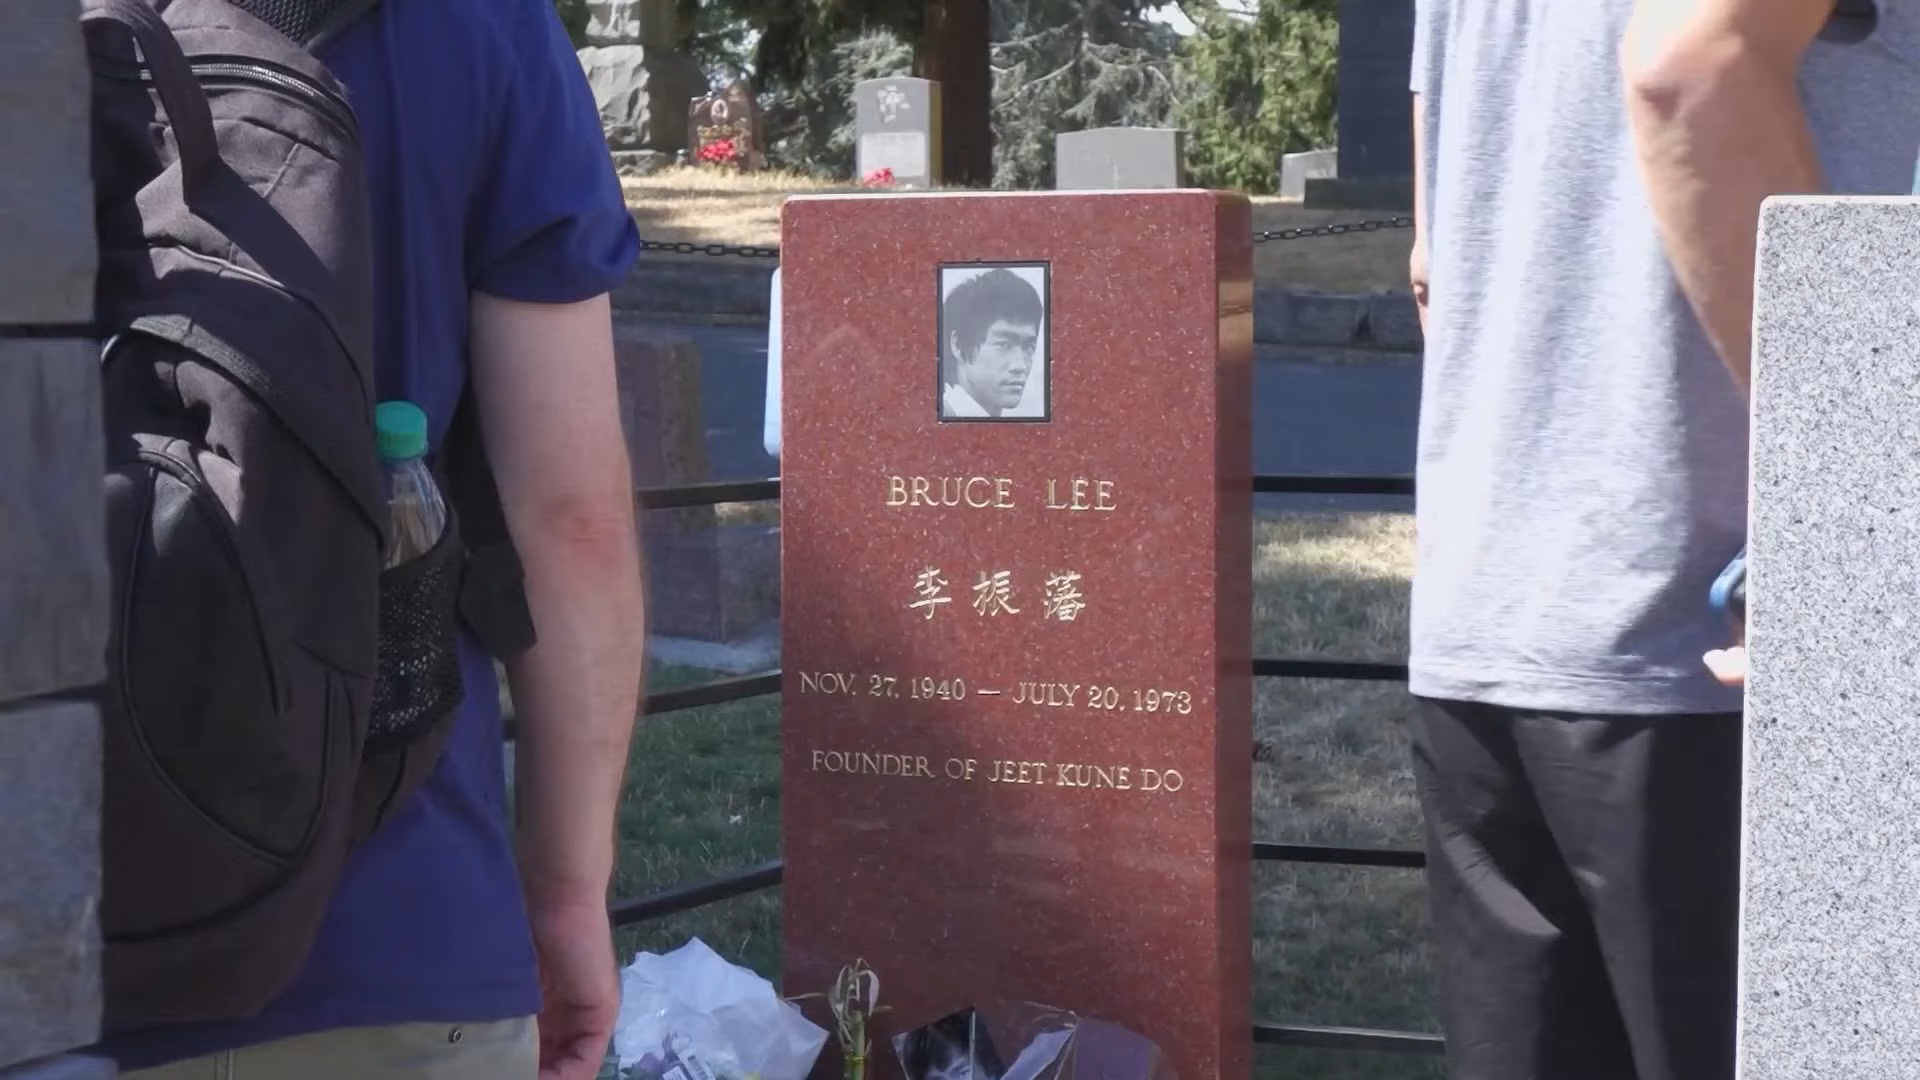 BRUCE LEE
李振藩
NOV. 27, 1940 — JULY 20, 1973
FOUNDER OF JEET KUNE DO